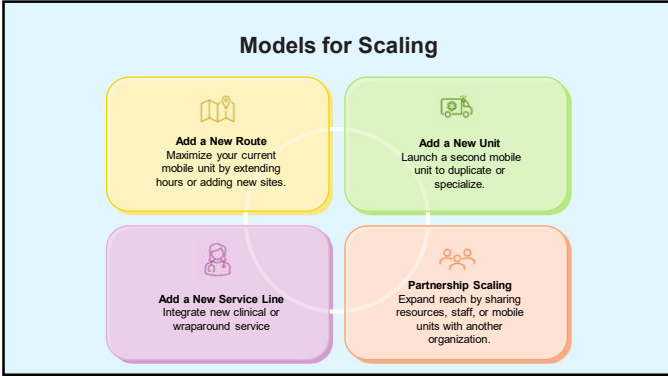 Models for Scaling
Add a New Route
Maximize your current
mobile unit by extending
hours or adding new sites.
Add a New Unit
Launch a second mobile
unit to duplicate or
specialize.
Add a New Service Line
Integrate new clinical or
wraparound service
Partnership Scaling
Expand reach by sharing
resources, staff, or mobile
units with another
organization.